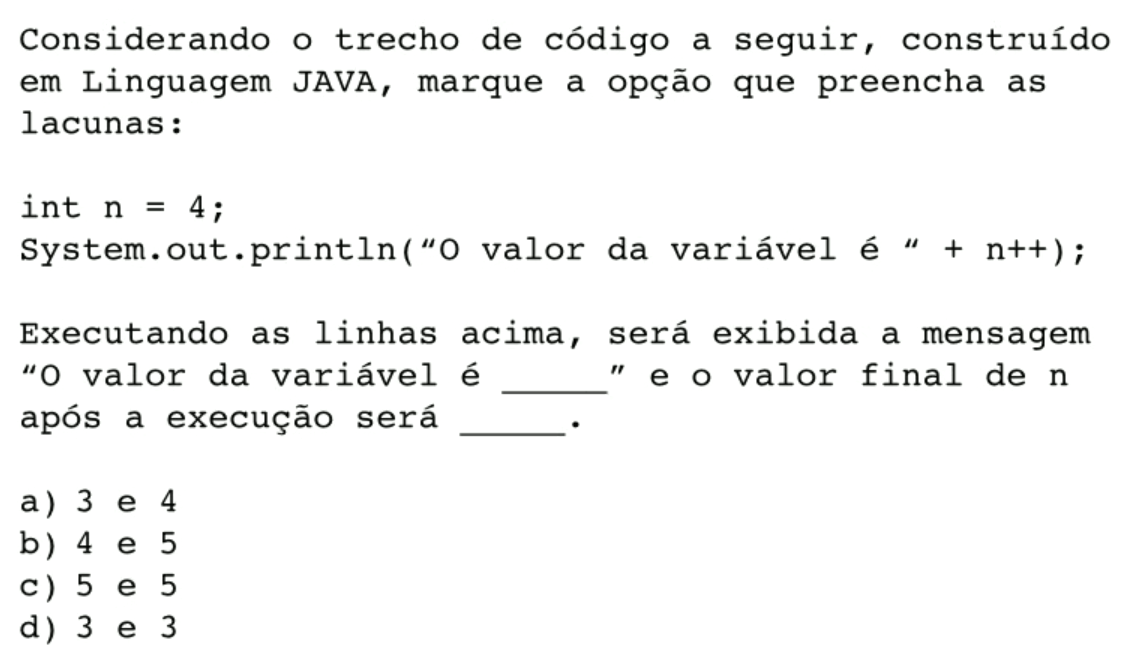 Considerando o trecho de código a seguir, construído
em Linguagem JAVA, marque a opção que preencha as
lacunas:
int n = 4;
System.out.println(“O valor da variável é “ + n++);
Executando as linhas acima, será exibida a mensagem
“O valor da variável é _____” e o valor final de n
após a execução será _____.
a) 3 e 4
b) 4 e 5
c) 5 e 5
d) 3 e 3